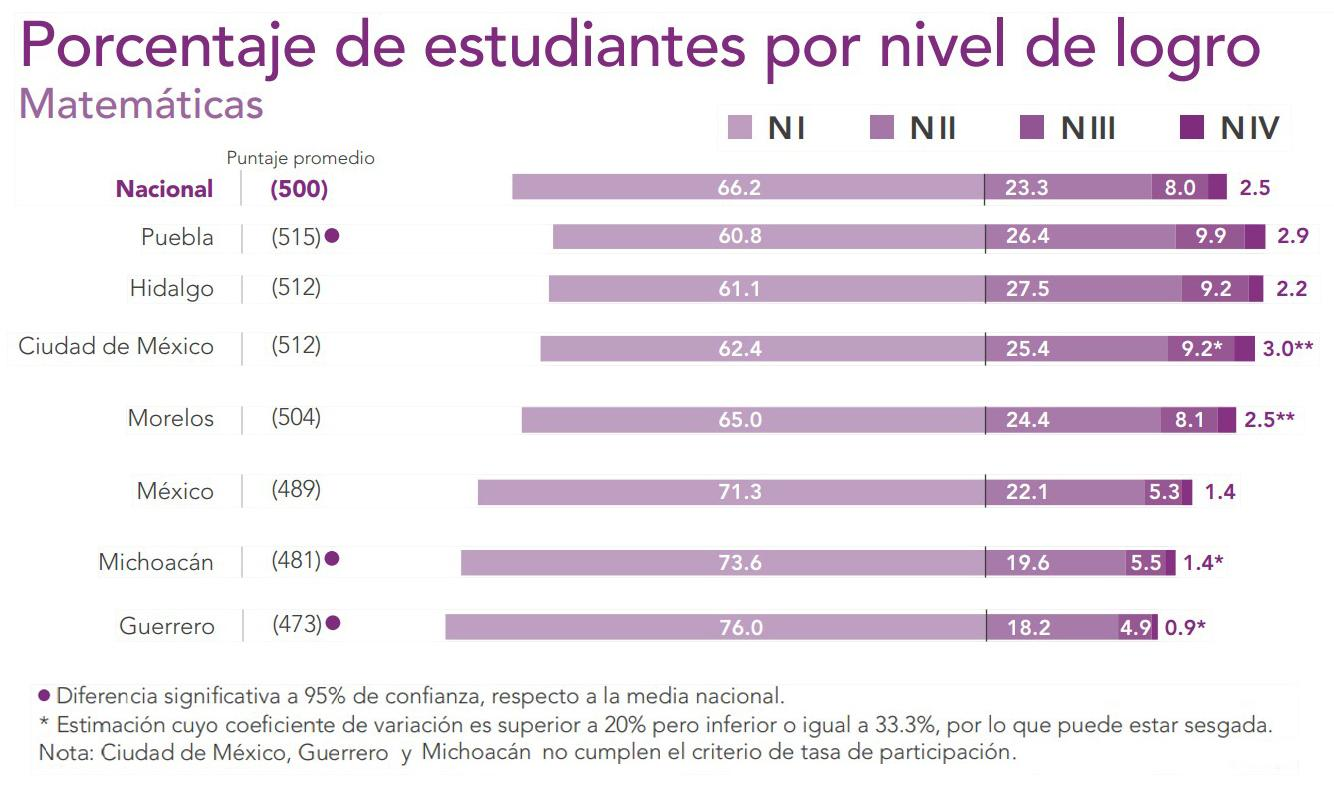 Porcentaje de estudiantes por nivel de logro
Matemáticas
NI NII NIII NIV
Puntaje promedio
Nacional (500) 66.2 23.3 8.0 2.5
Puebla (515)● 60.8 26.4 9.9 2.9
Hidalgo (512) 61.1 27.5 9.2 2.2
Ciudad de México (512) 62.4 25.4 9.2* 3.0**
Morelos (504) 65.0 24.4 8.1 2.5**
México (489) 71.3 22.1 5.3 1.4
Michoacán (481)● 73.6 19.6 5.5 1.4*
Guerrero (473)● 76.0 18.2 4.9 0.9*
● Diferencia significativa a 95% de confianza, respecto a la media nacional.
* Estimación cuyo coeficiente de variación es superior a 20% pero inferior o igual a 33.3%, por lo que puede estar sesgada.
Nota: Ciudad de México, Guerrero y Michoacán no cumplen el criterio de tasa de participación.